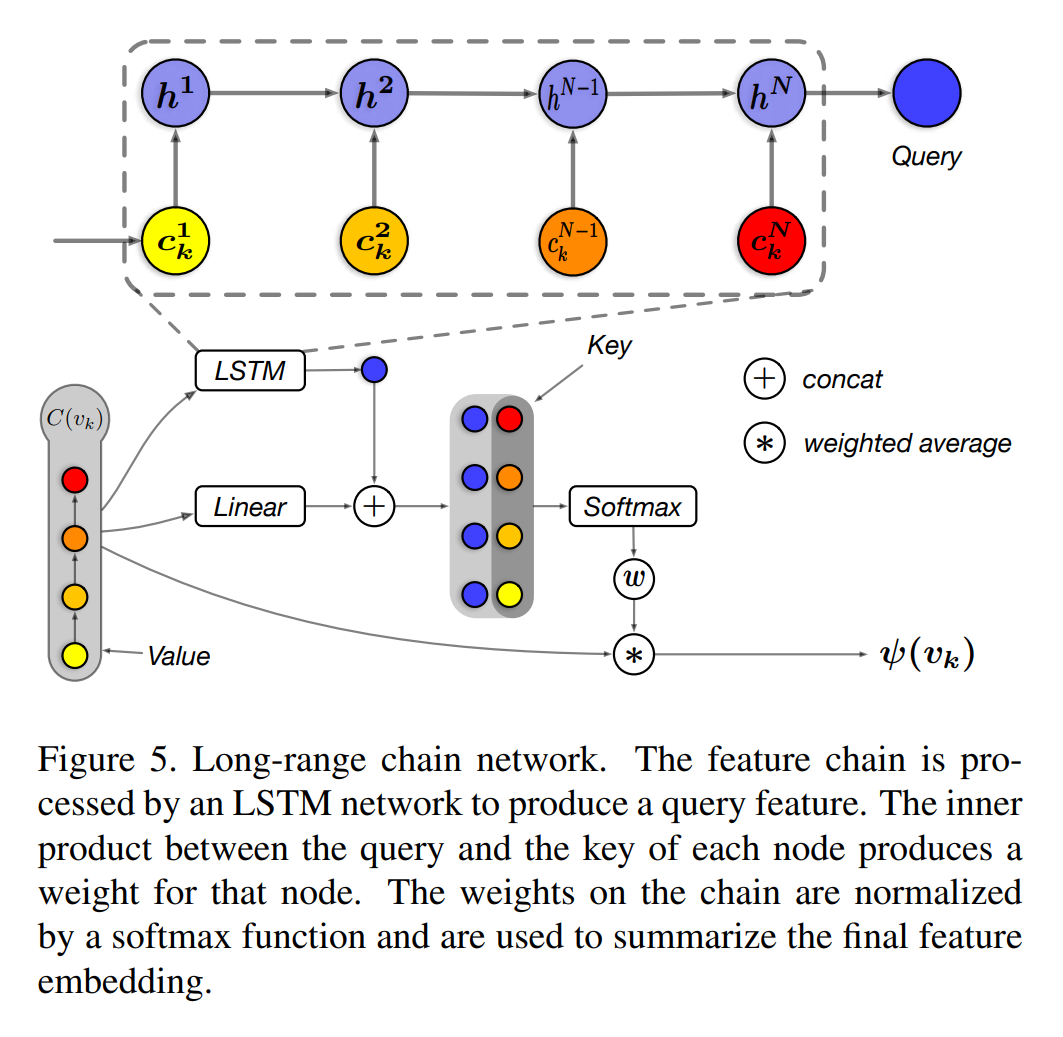 h^1 h^2 h^{N-1} h^N
Query
c_k^1 c_k^2 c_k^{N-1} c_k^N
LSTM
Key
concat
C(v_k)
weighted average
Linear
Softmax
w
Value
ψ(v_k)
Figure 5. Long-range chain network. The feature chain is pro-
cessed by an LSTM network to produce a query feature. The inner
product between the query and the key of each node produces a
weight for that node. The weights on the chain are normalized
by a softmax function and are used to summarize the final feature
embedding.